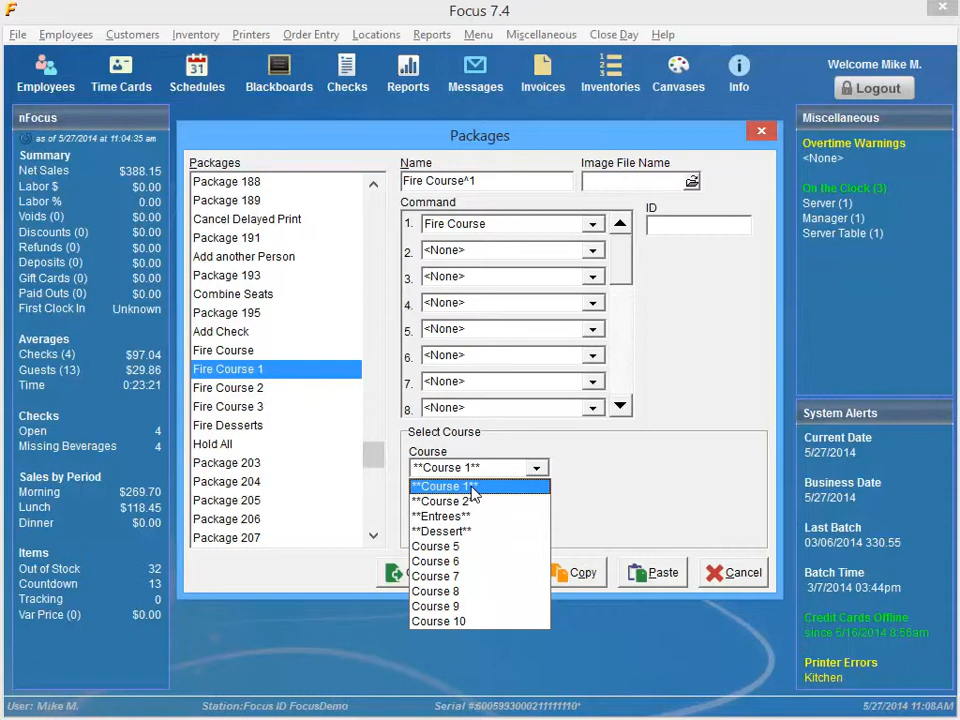 Focus 7.4
File Employees Customers Inventory Printers Order Entry Locations Reports Menu Miscellaneous Close Day Help
Employees Time Cards Schedules Blackboards Checks Reports Messages Invoices Inventories Canvases Info
Welcome Mike M.
Logout
nFocus
as of 5/27/2014 at 11:04:35 am
Summary
Net Sales $388.15
Labor $ $0.00
Labor % 0.00
Voids (0) $0.00
Discounts (0) $0.00
Refunds (0) $0.00
Deposits (0) $0.00
Gift Cards (0) $0.00
Paid Outs (0) $0.00
First Clock In Unknown
Averages
Checks (4) $97.04
Guests (13) $29.86
Time 0:23:21
Checks
Open 4
Missing Beverages 4
Sales by Period
Morning $269.70
Lunch $118.45
Dinner $0.00
Items
Out of Stock 32
Countdown 13
Tracking 0
Var Price (0) $0.00
Packages
Packages
Package 188
Package 189
Cancel Delayed Print
Package 191
Add another Person
Package 193
Combine Seats
Package 195
Add Check
Fire Course
Fire Course 1
Fire Course 2
Fire Course 3
Fire Desserts
Hold All
Package 203
Package 204
Package 205
Package 206
Package 207
Name
Fire Course^1
Image File Name
Command
1. Fire Course
2. <None>
3. <None>
4. <None>
5. <None>
6. <None>
7. <None>
8. <None>
ID
Select Course
Course
**Course 1**
**Course 1**
**Course 2**
**Entrees**
**Dessert**
Course 5
Course 6
Course 7
Course 8
Course 9
Course 10
Copy Paste Cancel
Miscellaneous
Overtime Warnings
<None>
On the Clock (3)
Server (1)
Manager (1)
Server Table (1)
System Alerts
Current Date
5/27/2014
Business Date
5/27/2014
Last Batch
03/06/2014 330.55
Batch Time
3/7/2014 03:44pm
Credit Cards Offline
since 5/16/2014 8:56am
Printer Errors
Kitchen
User: Mike M. Station:Focus ID FocusDemo 5/27/2014 11:08AM